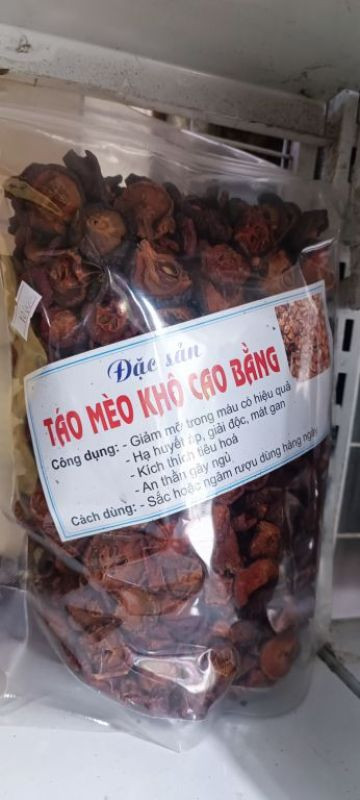 Đặc sản
TÁO MÈO KHÔ CAO BẰNG
Công dụng: - Giảm mỡ trong máu có hiệu quả
- Hạ huyết áp, giải độc, mát gan
- Kích thích tiêu hoá
- An thần gây ngủ
Cách dùng: - Sắc hoặc ngâm rượu dùng hàng ngày